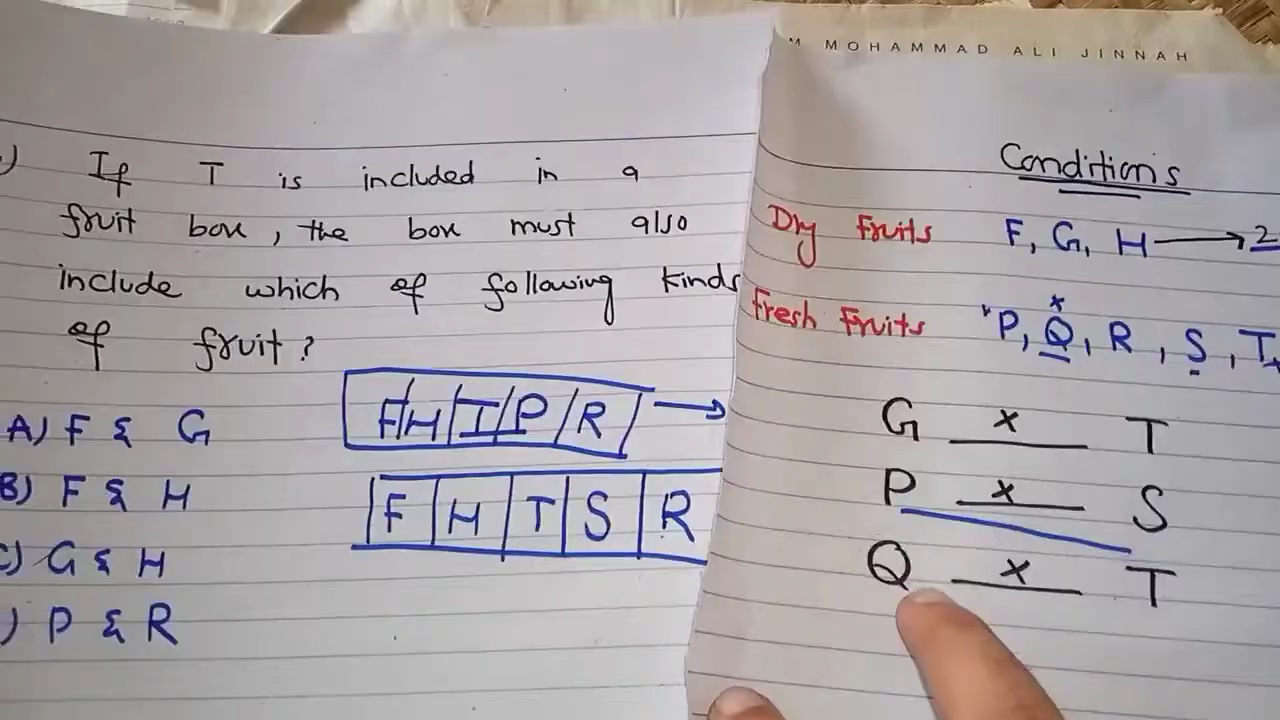 M MOHAMMAD ALI JINNAH
) If T is included in a
fruit box, the box must also
include which of following kinds
of fruit?
A) F & G
B) F & H
C) G & H
) P & R
F/H/T/P/R →
F H T S R
Conditions
Dry Fruits F, G, H → 2
Fresh Fruits P, Q, R, S, T
G x T
P x S
Q x T